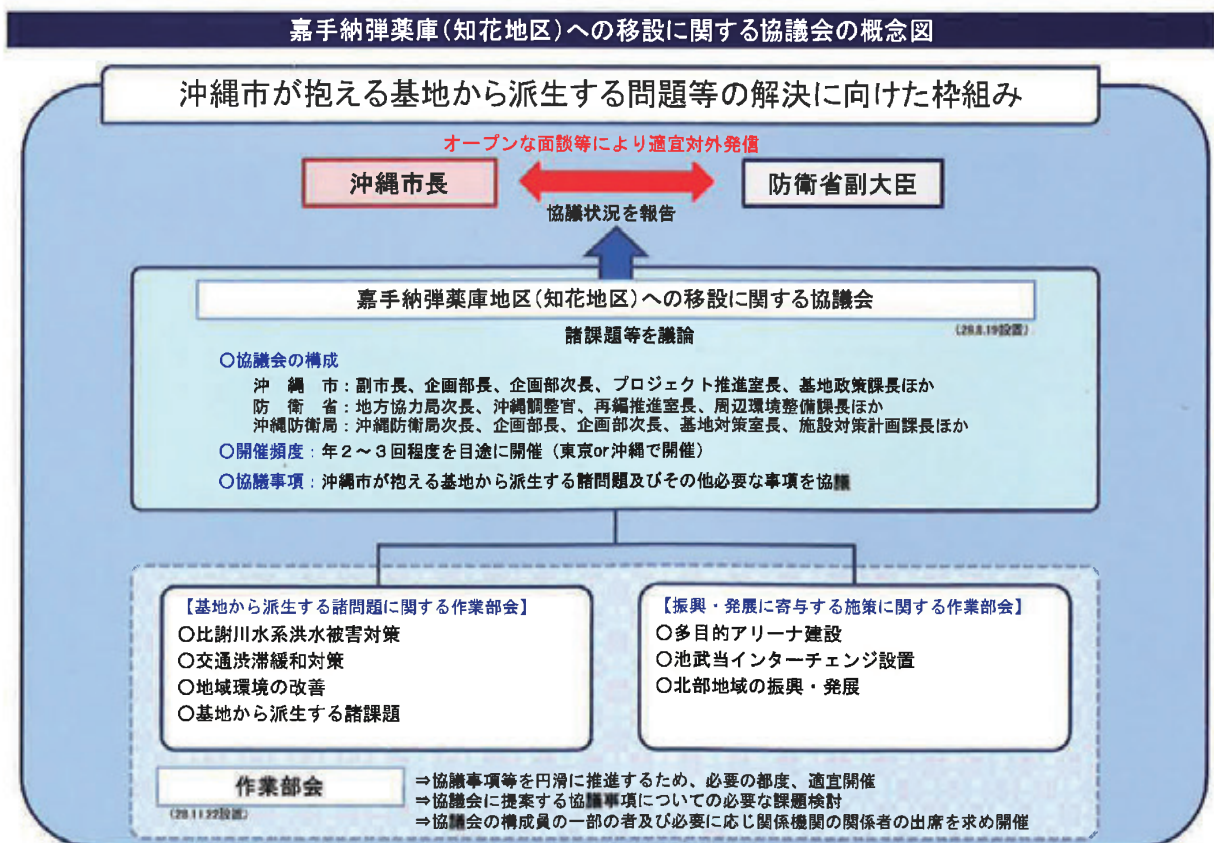 嘉手納弾薬庫(知花地区)への移設に関する協議会の概念図
沖縄市が抱える基地から派生する問題等の解決に向けた枠組み
オープンな面談等により適宜対外発信
沖縄市長
防衛省副大臣
協議状況を報告
嘉手納弾薬庫地区(知花地区)への移設に関する協議会
諸課題等を議論
(28.8.19設置)
○協議会の構成
沖縄市:副市長、企画部長、企画部次長、プロジェクト推進室長、基地政策課長ほか
防衛省:地方協力局次長、沖縄調整官、再編推進室長、周辺環境整備課長ほか
沖縄防衛局:沖縄防衛局次長、企画部長、企画部次長、基地対策室長、施設対策計画課長ほか
○開催頻度:年2~3回程度を目途に開催(東京or沖縄で開催)
○協議事項:沖縄市が抱える基地から派生する諸問題及びその他必要な事項を協議
【基地から派生する諸問題に関する作業部会】
○比謝川水系洪水被害対策
○交通渋滞緩和対策
○地域環境の改善
○基地から派生する諸課題
【振興・発展に寄与する施策に関する作業部会】
○多目的アリーナ建設
○池武当インターチェンジ設置
○北部地域の振興・発展
作業部会
(28.11.22設置)
⇒協議事項等を円滑に推進するため、必要の都度、適宜開催
⇒協議会に提案する協議事項についての必要な課題検討
⇒協議会の構成員の一部の者及び必要に応じ関係機関の関係者の出席を求め開催